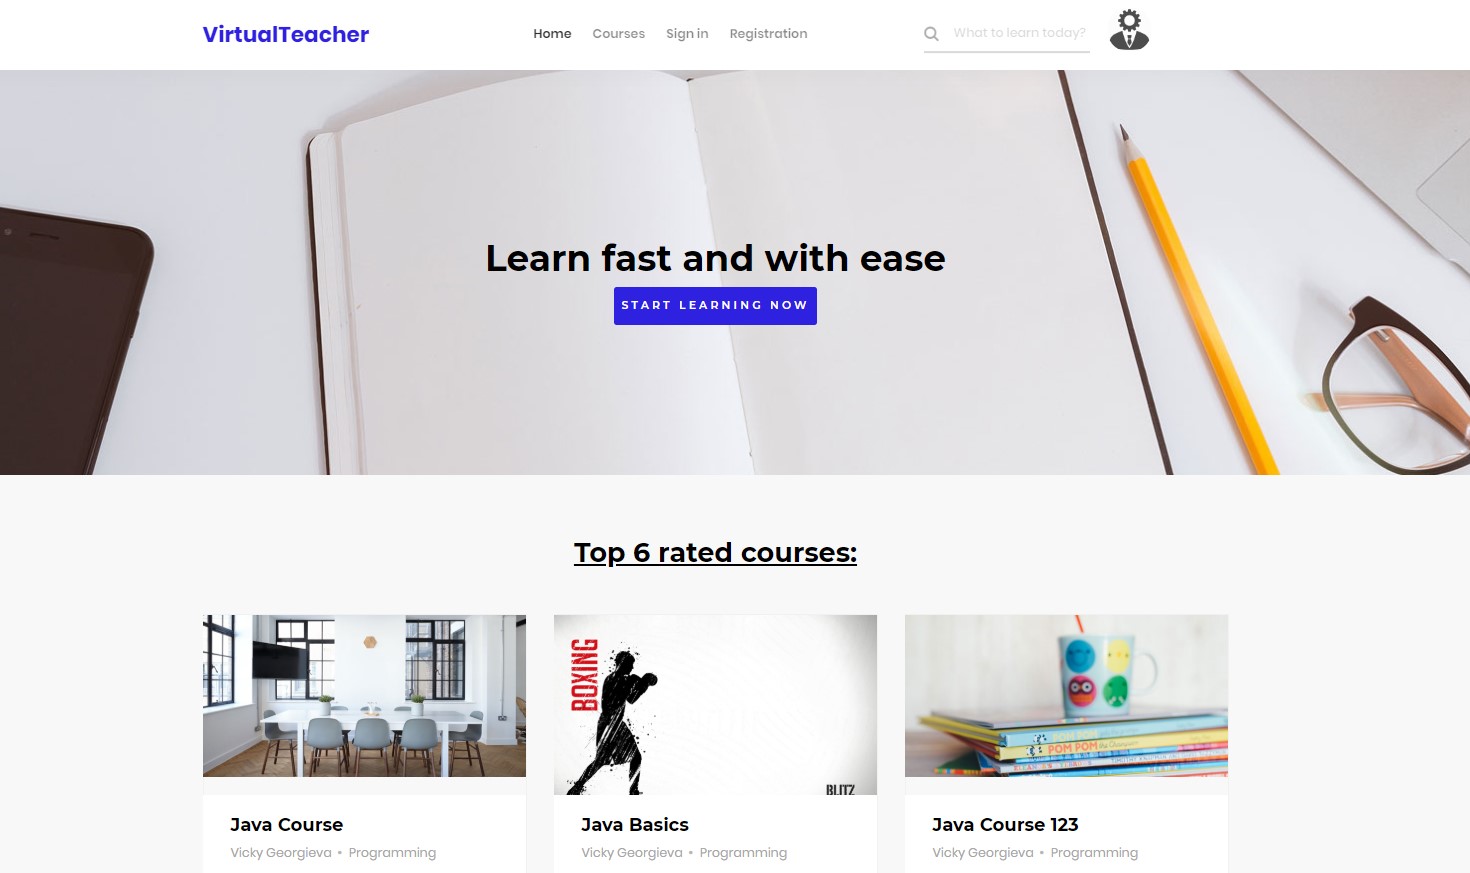 VirtualTeacher
Home Courses Sign in Registration What to learn today?
Learn fast and with ease
START LEARNING NOW
Top 6 rated courses:
BOXING
BLITZ
POM POM
POM POM the Champion
Java Course
Vicky Georgieva • Programming
Java Basics
Vicky Georgieva • Programming
Java Course 123
Vicky Georgieva • Programming